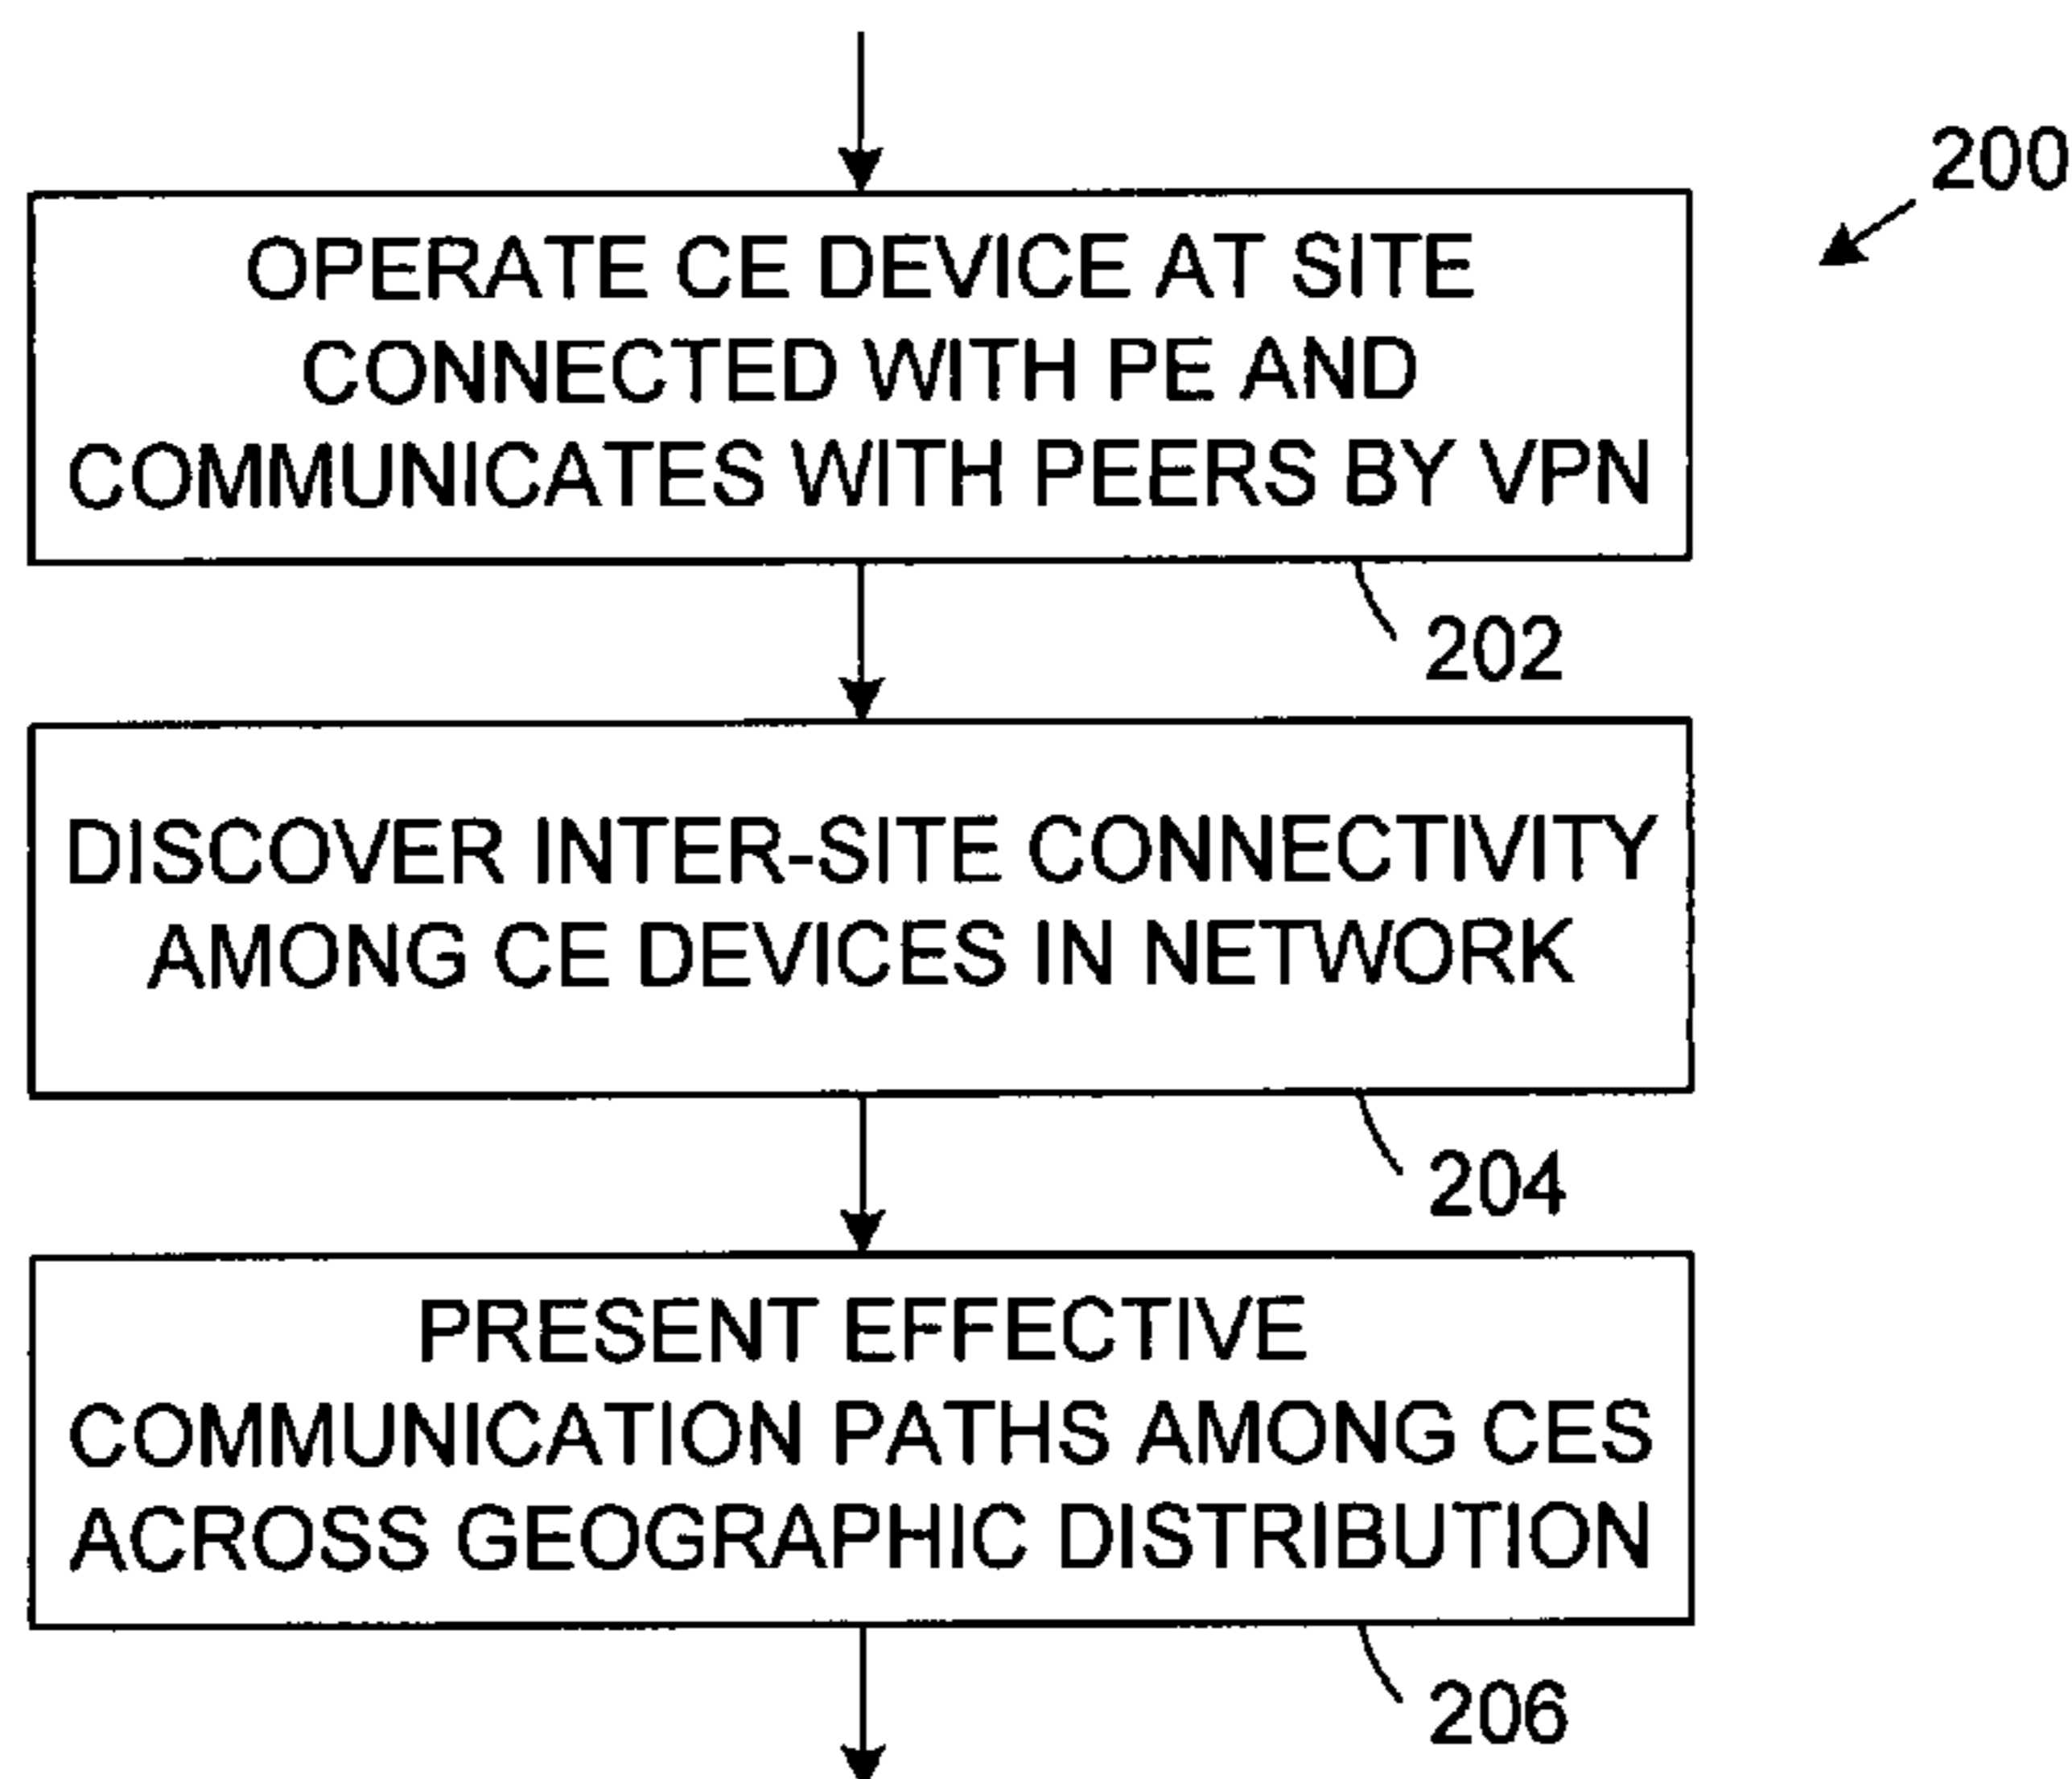 200
OPERATE CE DEVICE AT SITE
CONNECTED WITH PE AND
COMMUNICATES WITH PEERS BY VPN
202
DISCOVER INTER-SITE CONNECTIVITY
AMONG CE DEVICES IN NETWORK
204
PRESENT EFFECTIVE
COMMUNICATION PATHS AMONG CES
ACROSS GEOGRAPHIC DISTRIBUTION
206